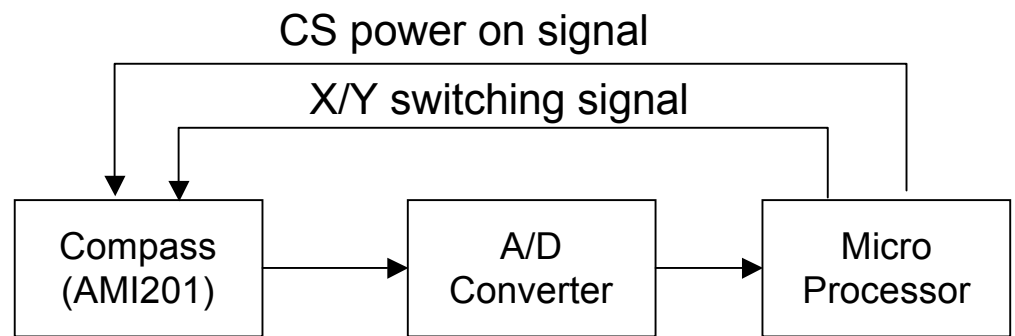 CS power on signal
X/Y switching signal
Compass
(AMI201)
A/D
Converter
Micro
Processor